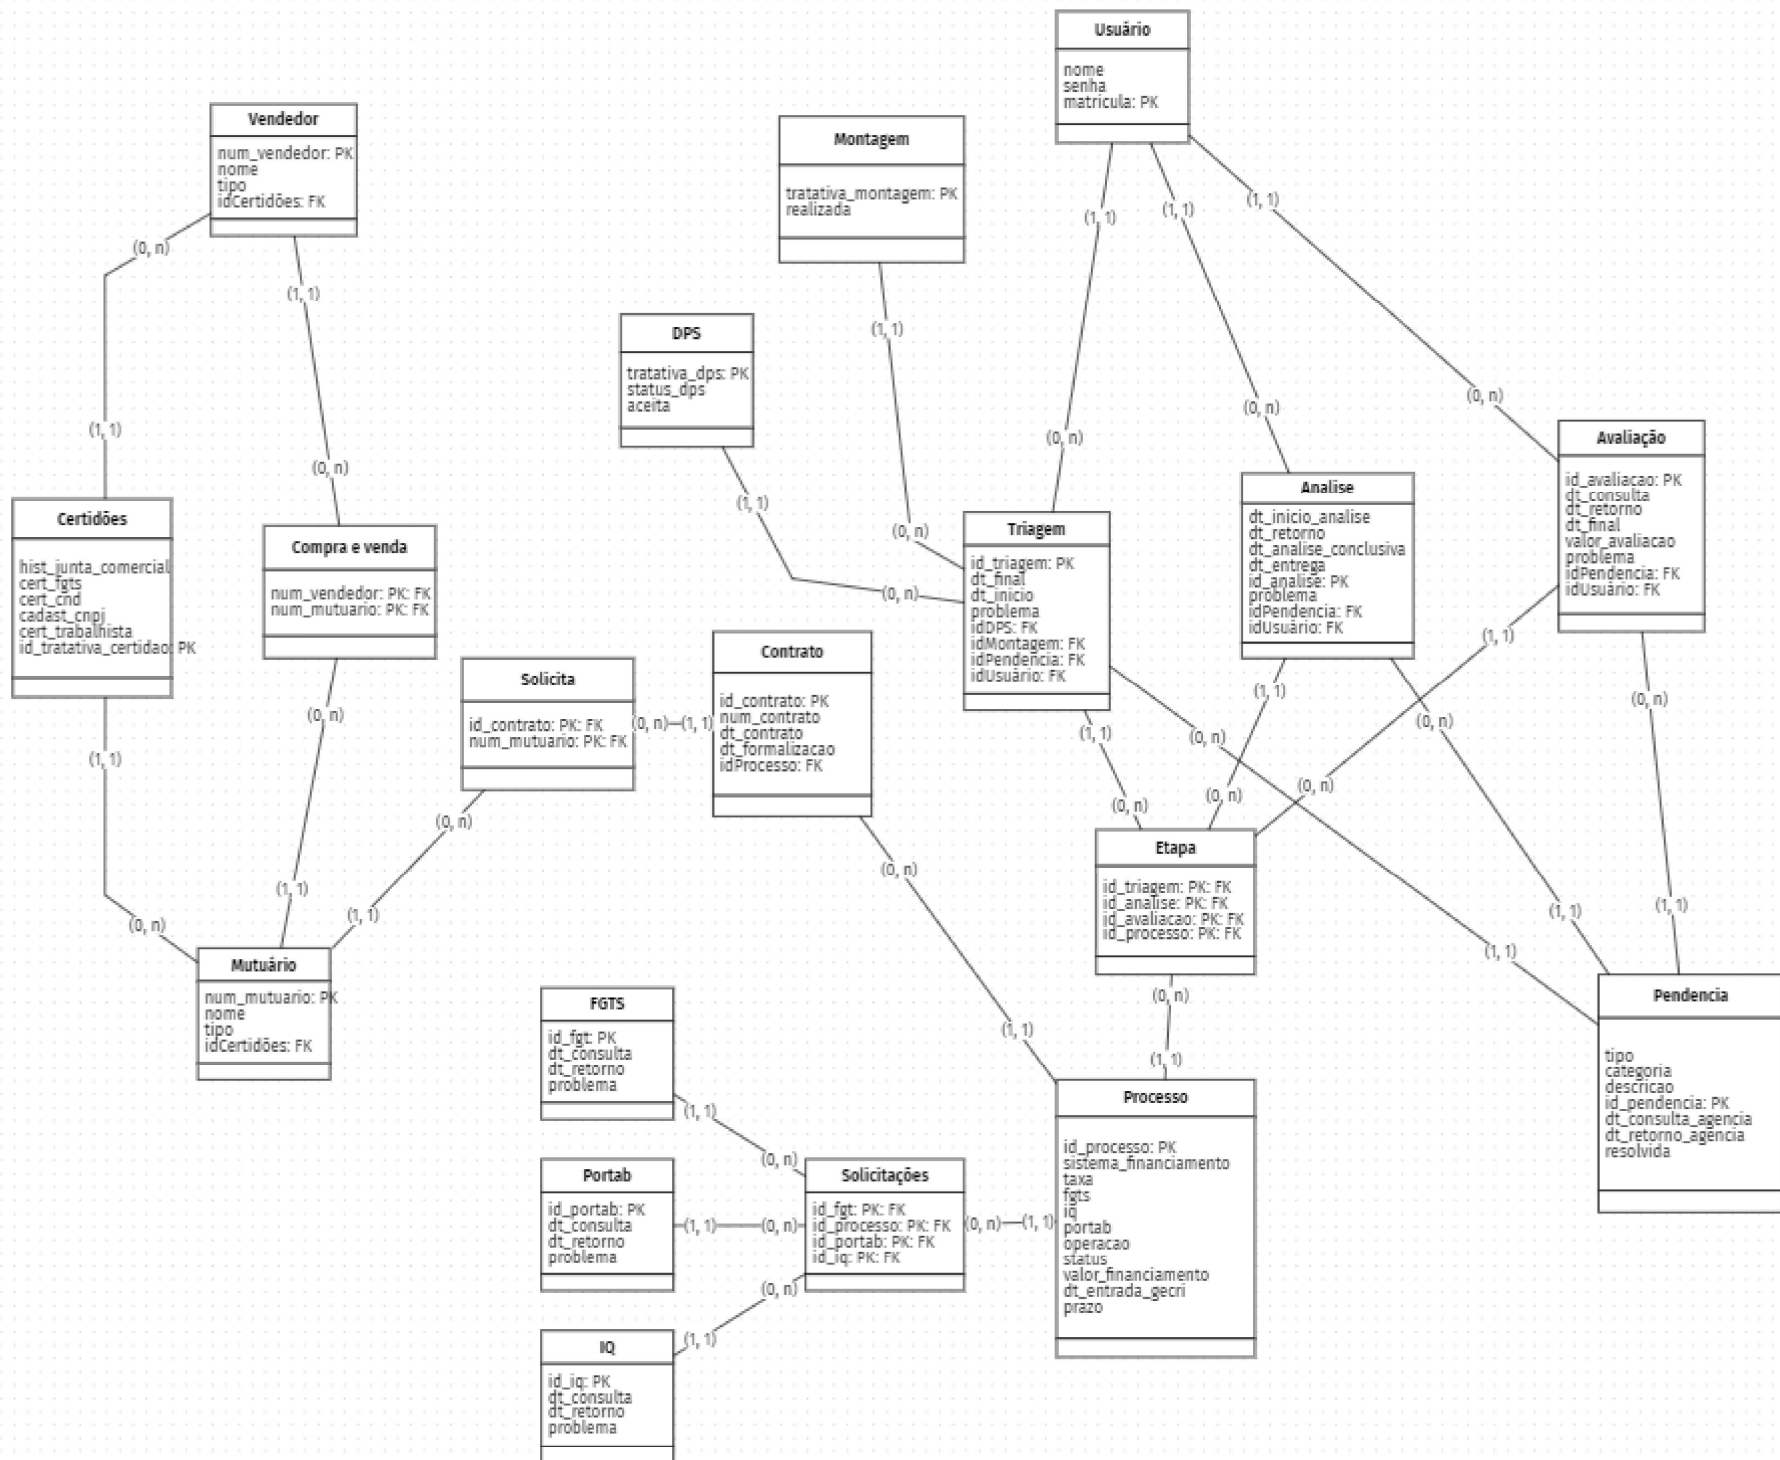 Usuário
nome
senha
matricula: PK
Vendedor
num_vendedor: PK
nome
tipo
idCertidões: FK
Montagem
tratativa_montagem: PK
realizada
(1, 1)
(1, 1)
(1, 1)
(0, n)
(1, 1)
DPS
tratativa_dps: PK
status_dps
aceita
(1, 1)
(0, n)
(0, n)
(0, n)
(1, 1)
(0, n)
(1, 1)
(0, n)
(0, n)
Certidões
hist_junta_comercial
cert_fgts
cert_cnd
cadast_cnpj
cert_trabalhista
id_tratativa_certidao: PK
Compra e venda
num_vendedor: PK: FK
num_mutuario: PK: FK
Triagem
id_triagem: PK
dt_final
dt_inicio
problema
idDPS: FK
idMontagem: FK
idPendencia: FK
idUsuário: FK
Analise
dt_inicio_analise
dt_retorno
dt_analise_conclusiva
dt_entrega
id_analise: PK
problema
idPendencia: FK
idUsuário: FK
Avaliação
id_avaliacao: PK
dt_consulta
dt_retorno
dt_final
valor_avaliacao
problema
idPendencia: FK
idUsuário: FK
Solicita
id_contrato: PK: FK
num_mutuario: PK: FK
(0, n)
(1, 1)
Contrato
id_contrato: PK
num_contrato
dt_contrato
dt_formalizacao
idProcesso: FK
(1, 1)
(1, 1)
(0, n)
(0, n)
(1, 1)
(0, n)
(0, n)
(1, 1)
(0, n)
(0, n)
(0, n)
(0, n)
(0, n)
Etapa
id_triagem: PK: FK
id_analise: PK: FK
id_avaliacao: PK: FK
id_processo: PK: FK
(1, 1)
(1, 1)
(0, n)
(1, 1)
(1, 1)
(1, 1)
Mutuário
num_mutuario: PK
nome
tipo
idCertidões: FK
(0, n)
(1, 1)
(1, 1)
Pendencia
tipo
categoria
descricao
id_pendencia: PK
dt_consulta_agencia
dt_retorno_agencia
resolvida
FGTS
id_fgt: PK
dt_consulta
dt_retorno
problema
(1, 1)
(0, n)
Portab
id_portab: PK
dt_consulta
dt_retorno
problema
(1, 1)
(0, n)
Solicitações
id_fgt: PK: FK
id_processo: PK: FK
id_portab: PK: FK
id_iq: PK: FK
(0, n)
(1, 1)
Processo
id_processo: PK
sistema_financiamento
taxa
fgts
iq
portab
operacao
status
valor_financiamento
dt_entrada_gecri
prazo
(0, n)
(1, 1)
IQ
id_iq: PK
dt_consulta
dt_retorno
problema